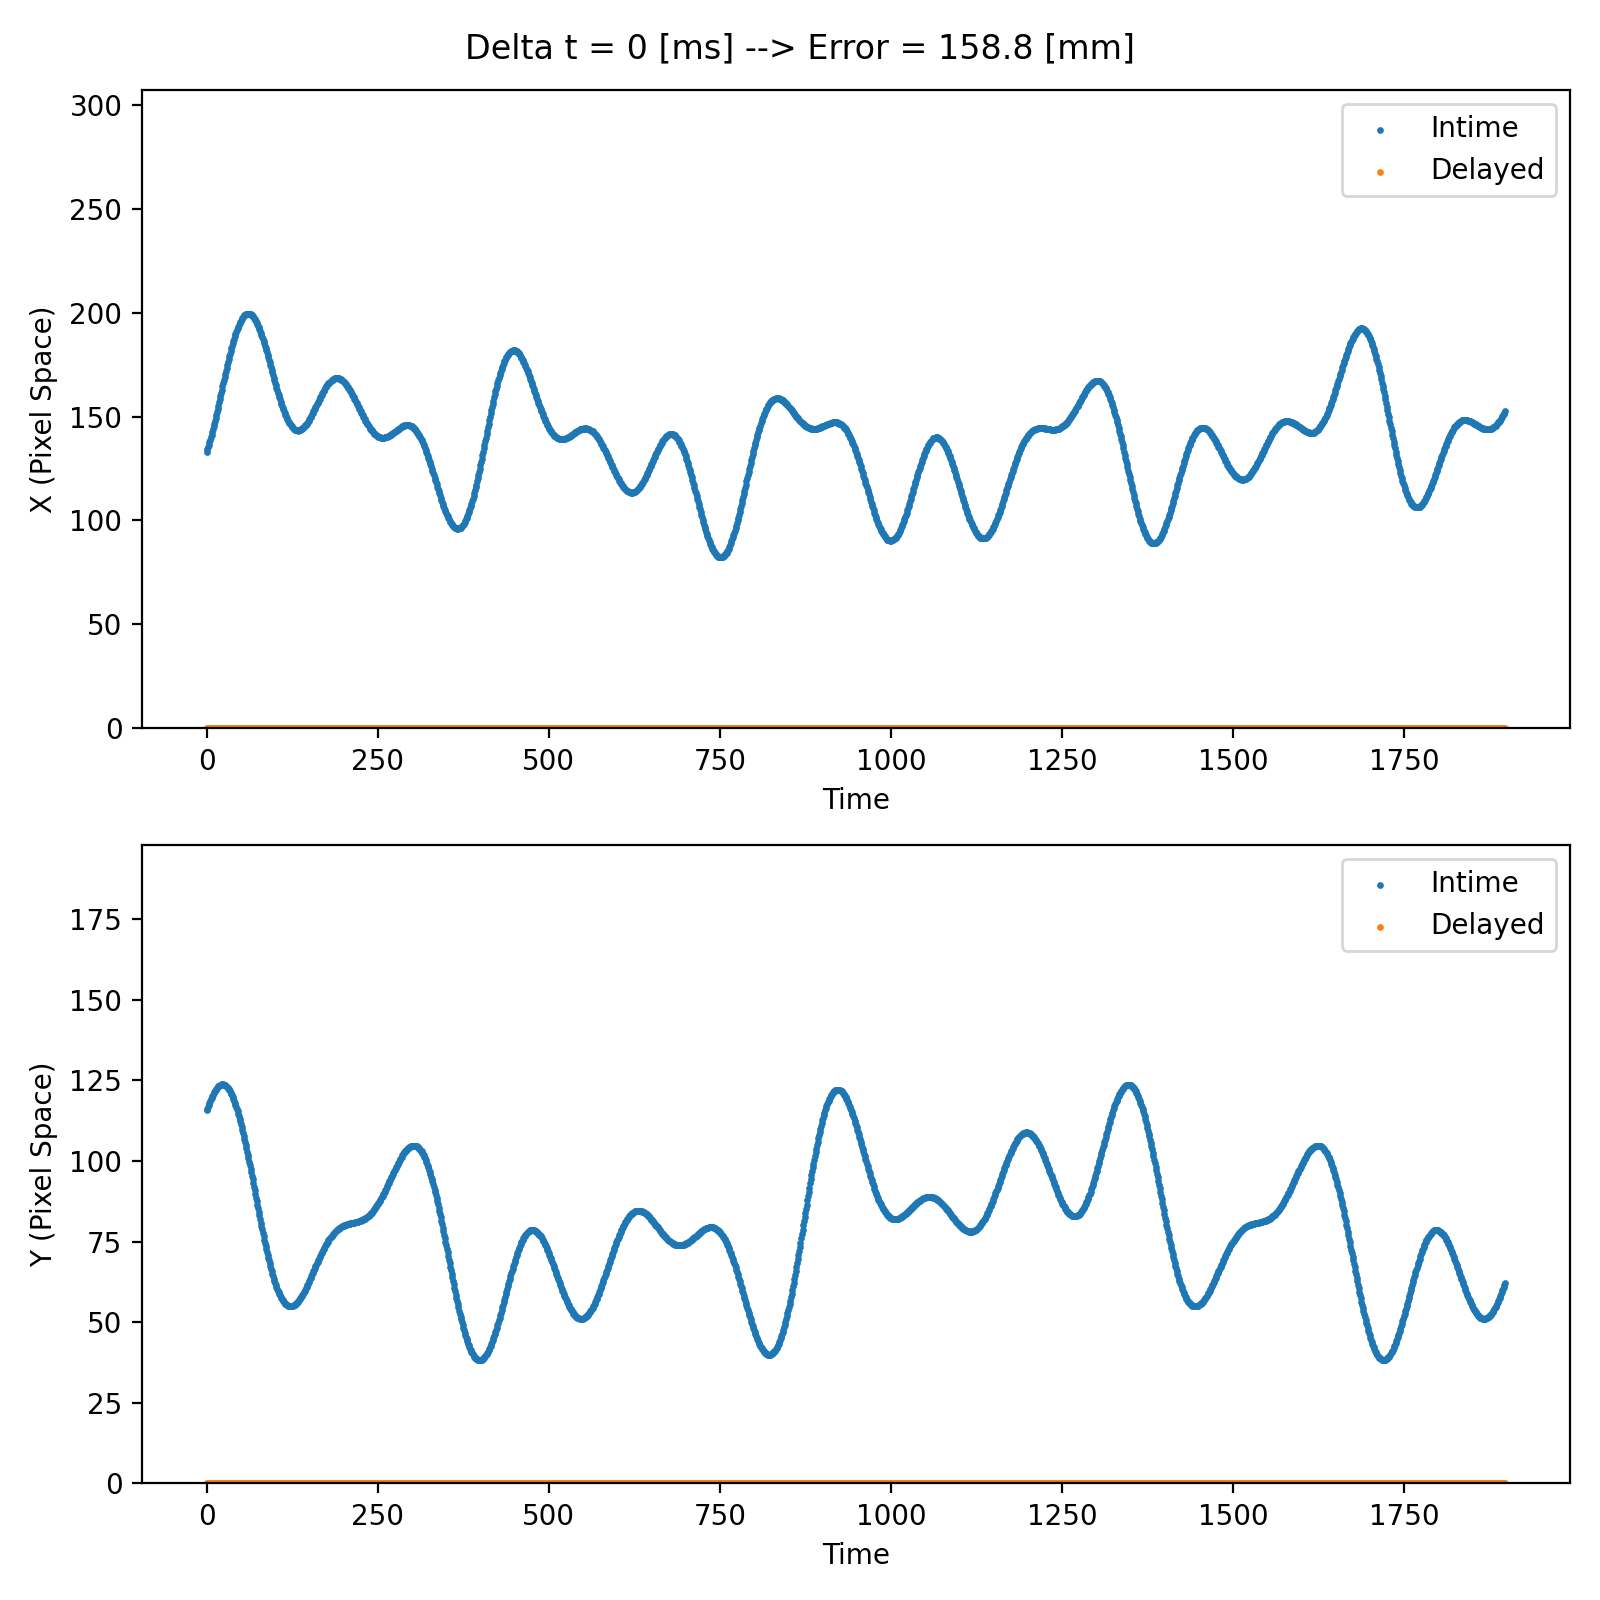 Delta t = 0 [ms] --> Error = 158.8 [mm]
300
250
200
150
100
50
0
X (Pixel Space)
Intime
Delayed
0 250 500 750 1000 1250 1500 1750
Time
175
150
125
100
75
50
25
0
Y (Pixel Space)
Intime
Delayed
0 250 500 750 1000 1250 1500 1750
Time